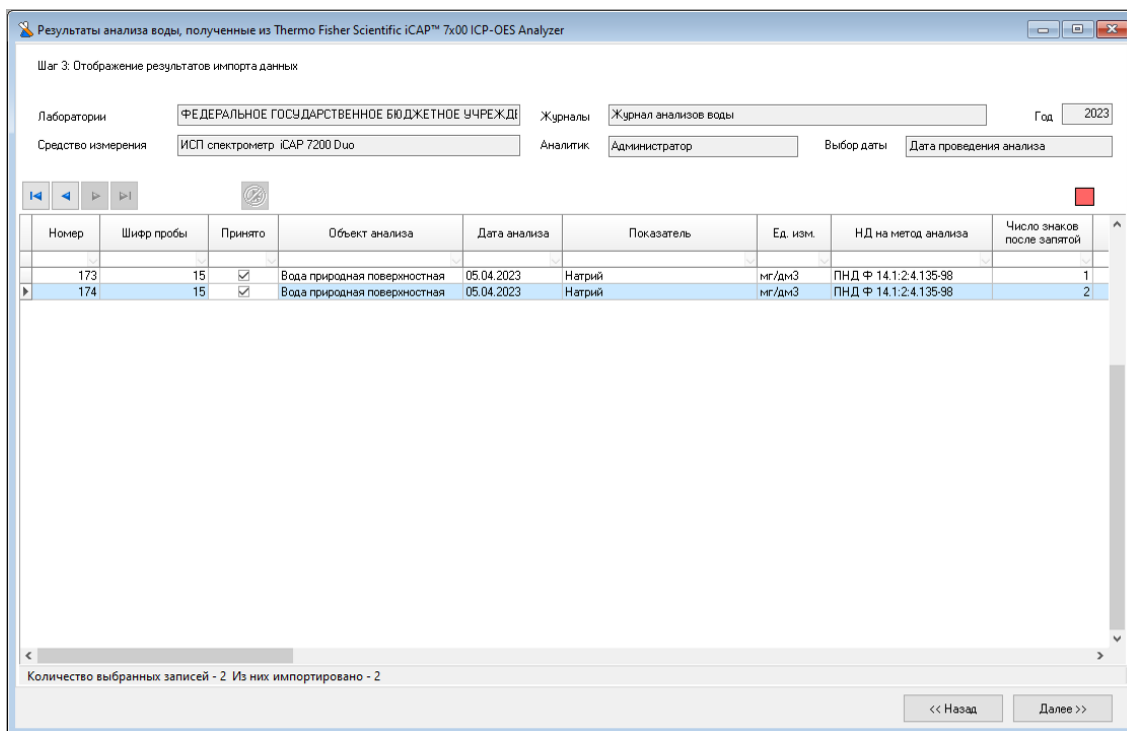 Результаты анализа воды, полученные из Thermo Fisher Scientific iCAP™ 7x00 ICP-OES Analyzer
Шаг 3: Отображение результатов импорта данных
Лаборатории ФЕДЕРАЛЬНОЕ ГОСУДАРСТВЕННОЕ БЮДЖЕТНОЕ УЧРЕЖДЕ Журналы Журнал анализов воды Год 2023
Средство измерения ИСП спектрометр iCAP 7200 Duo Аналитик Администратор Выбор даты Дата проведения анализа
Номер Шифр пробы Принято Объект анализа Дата анализа Показатель Ед. изм. НД на метод анализа Число знаков после запятой
173 15 Вода природная поверхностная 05.04.2023 Натрий мг/дм3 ПНД Ф 14.1:2:4.135-98 1
174 15 Вода природная поверхностная 05.04.2023 Натрий мг/дм3 ПНД Ф 14.1:2:4.135-98 2
Количество выбранных записей - 2 Из них импортировано - 2
<< Назад Далее >>